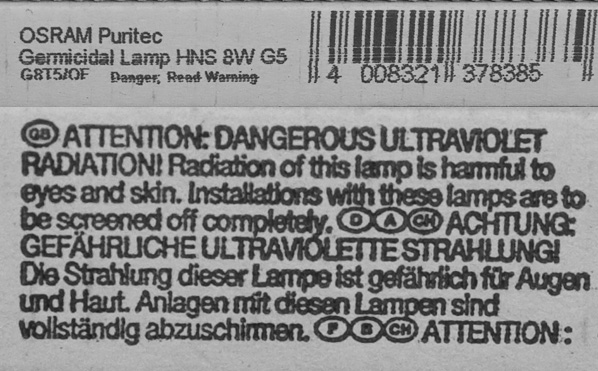 OSRAM Puritec
Germicidal Lamp HNS 8W G5
G8T5/OF Danger, Read Warning
4 008321 378385
GB ATTENTION: DANGEROUS ULTRAVIOLET
RADIATION! Radiation of this lamp is harmful to
eyes and skin. Installations with these lamps are to
be screened off completely. D A CH ACHTUNG:
GEFÄHRLICHE ULTRAVIOLETTE STRAHLUNG!
Die Strahlung dieser Lampe ist gefährlich für Augen
und Haut. Anlagen mit diesen Lampen sind
vollständig abzuschirmen. F B CH ATTENTION: